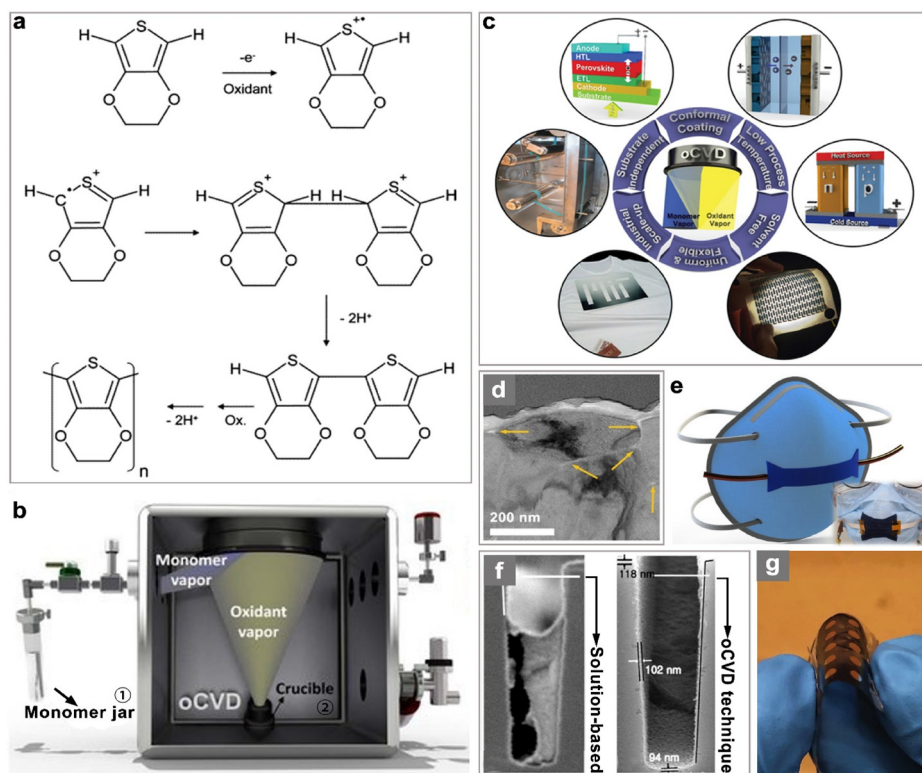 a
H
S
H
-e⁻
Oxidant
H
S
+•
H
O
O
O
O
H
C
•
S
+
H
O
O
S
+
H
H
S
+
H
H
O
O
O
O
- 2H⁺
S
n
O
O
- 2H⁺
Ox.
H
S
S
H
O
O
O
O
b
Monomer
vapor
Oxidant
vapor
oCVD
Crucible
②
①
Monomer jar
c
Anode
HTL
Perovskite
ETL
Cathode
Substrate
+ -
+
-
Conformal
Coating
Low Process
Temperature
Solvent
Free
Uniform &
Flexible
Industrial
Scale-up
Substrate
Independent
oCVD
Monomer
Vapor
Oxidant
Vapor
Heat Source
Cold Source
-
+
d
200 nm
e
f
Solution-based
118 nm
102 nm
94 nm
oCVD technique
g